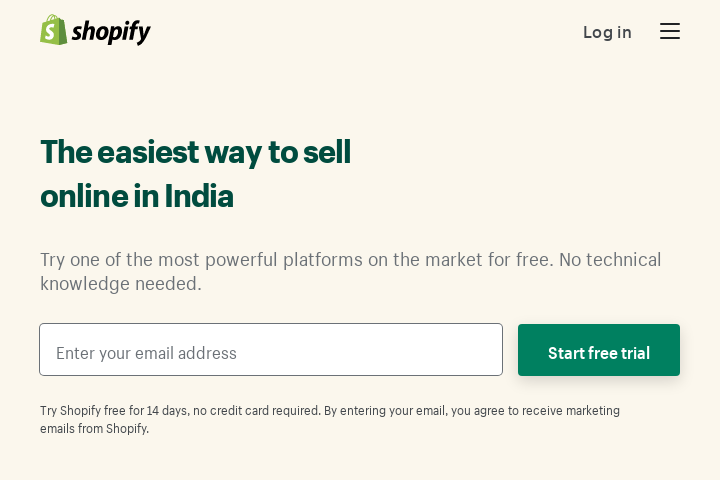 shopify
Log in
The easiest way to sell
online in India
Try one of the most powerful platforms on the market for free. No technical
knowledge needed.
Enter your email address
Start free trial
Try Shopify free for 14 days, no credit card required. By entering your email, you agree to receive marketing
emails from Shopify.